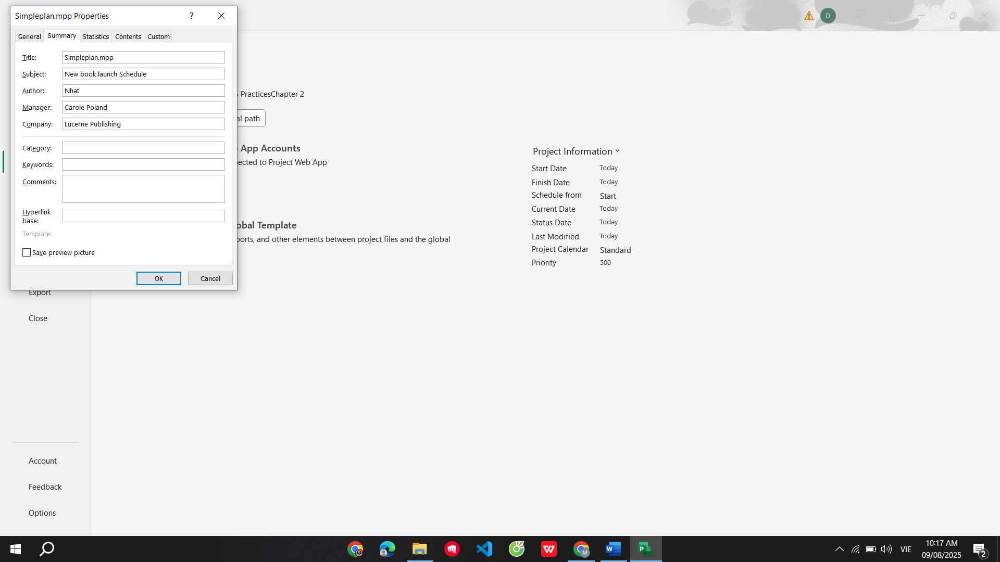 Simpleplan.mpp Properties
?
General Summary Statistics Contents Custom
Title: Simpleplan.mpp
Subject: New book launch Schedule
Author: Nhat
Manager: Carole Poland
Company: Lucerne Publishing
Category:
Keywords:
Comments:
Hyperlink
base:
Template:
Save preview picture
OK Cancel
D
?
» PracticesChapter 2
al path
App Accounts
ected to Project Web App
obal Template
ports, and other elements between project files and the global
Project Information
Start Date Today
Finish Date Today
Schedule from Start
Current Date Today
Status Date Today
Last Modified Today
Project Calendar Standard
Priority 500
Export
Close
Account
Feedback
Options
M
W
P
VIE
10:17 AM
09/08/2025
2